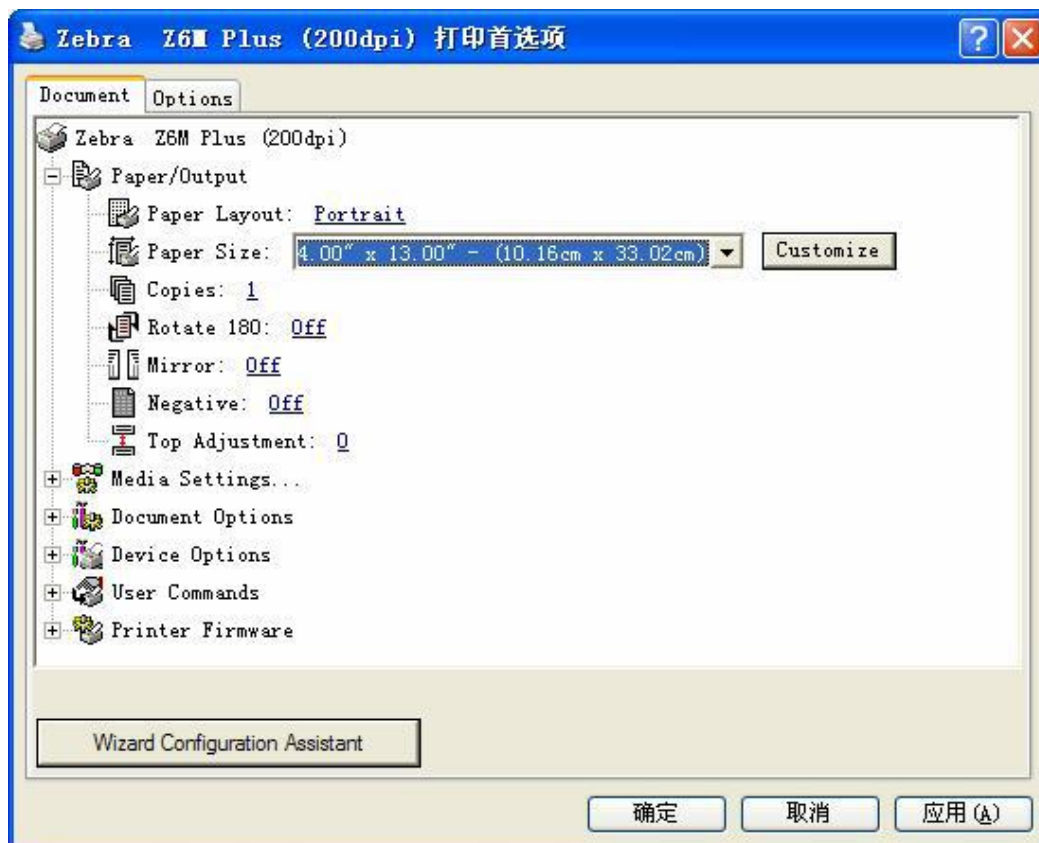 Zebra Z6M Plus (200dpi) 打印首选项
Document Options
Zebra Z6M Plus (200dpi)
Paper/Output
Paper Layout: Portrait
Paper Size: 4.00" x 13.00" - (10.16cm x 33.02cm) Customize
Copies: 1
Rotate 180: Off
Mirror: Off
Negative: Off
Top Adjustment: 0
Media Settings...
Document Options
Device Options
User Commands
Printer Firmware
Wizard Configuration Assistant
确定 取消 应用(A)